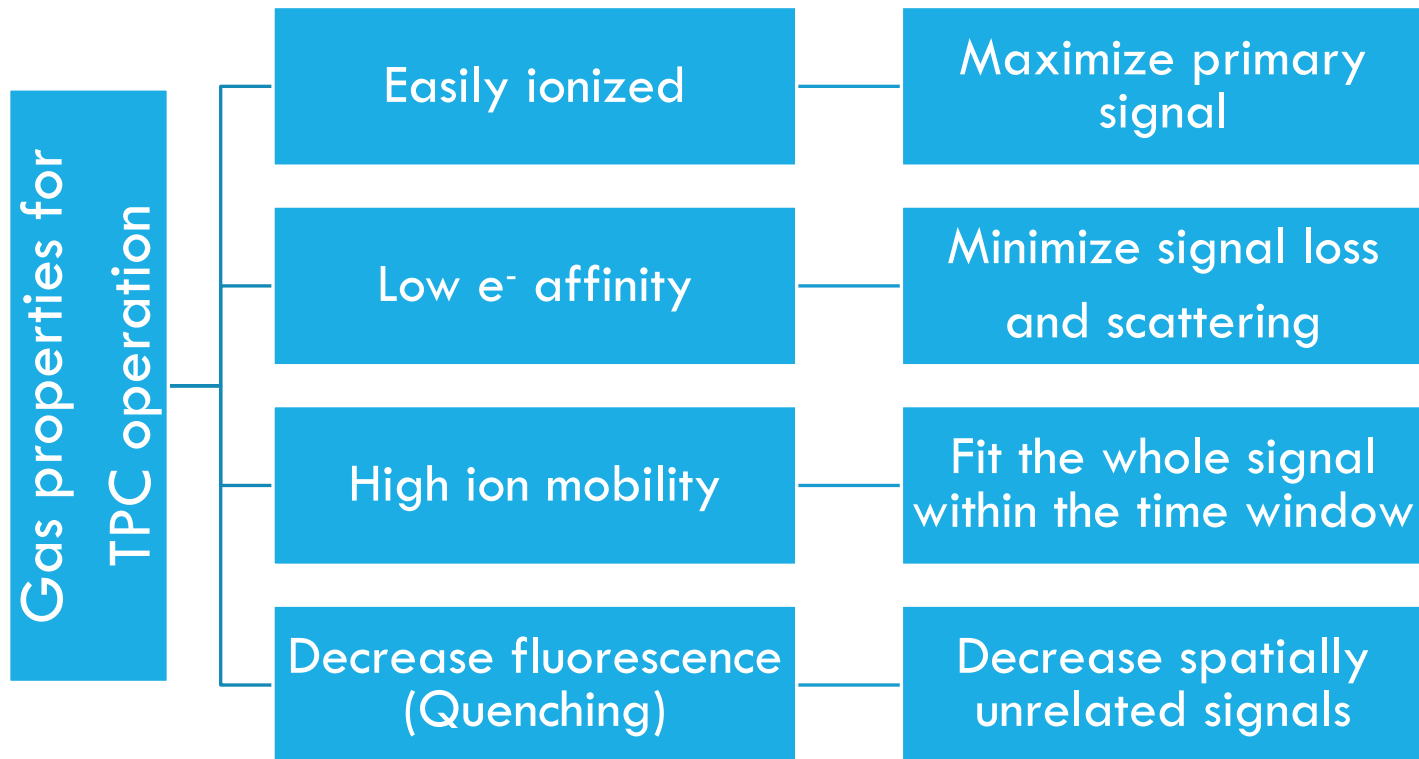 Gas properties for
TPC operation
Easily ionized
Maximize primary
signal
Low e⁻ affinity
Minimize signal loss
and scattering
High ion mobility
Fit the whole signal
within the time window
Decrease fluorescence
(Quenching)
Decrease spatially
unrelated signals